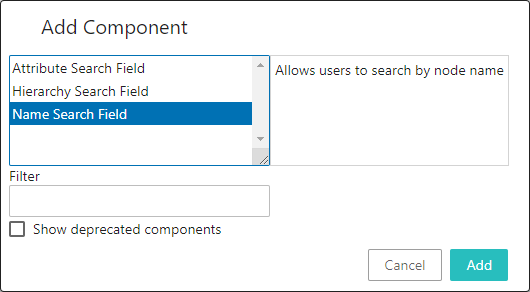 Add Component
Attribute Search Field
Hierarchy Search Field
Name Search Field
Allows users to search by node name
Filter
Show deprecated components
Cancel
Add